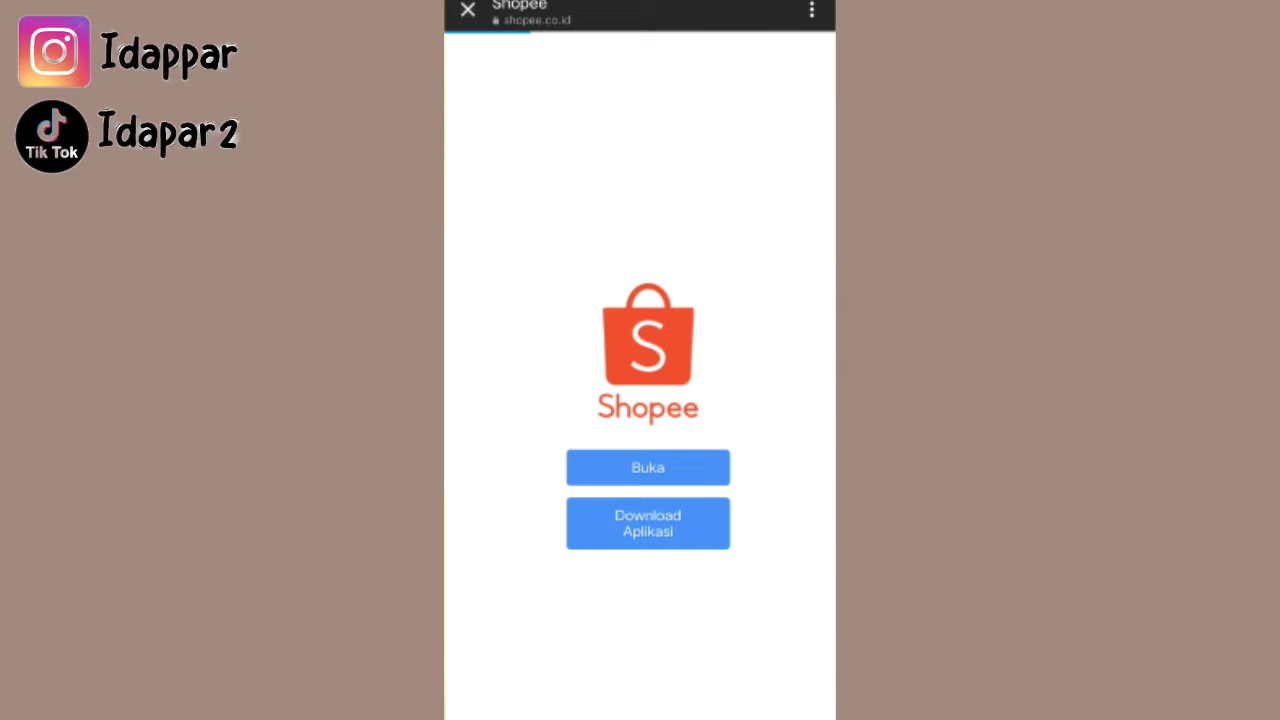 Idappar
Tik Tok
Idapar2
Shopee
shopee.co.id
S
Shopee
Buka
Download
Aplikasi